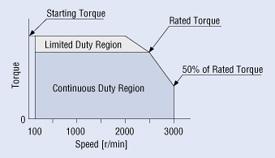 Starting Torque
Rated Torque
Limited Duty Region
50% of Rated Torque
Continuous Duty Region
Torque
0
100 1000 2000 3000
Speed [r/min]